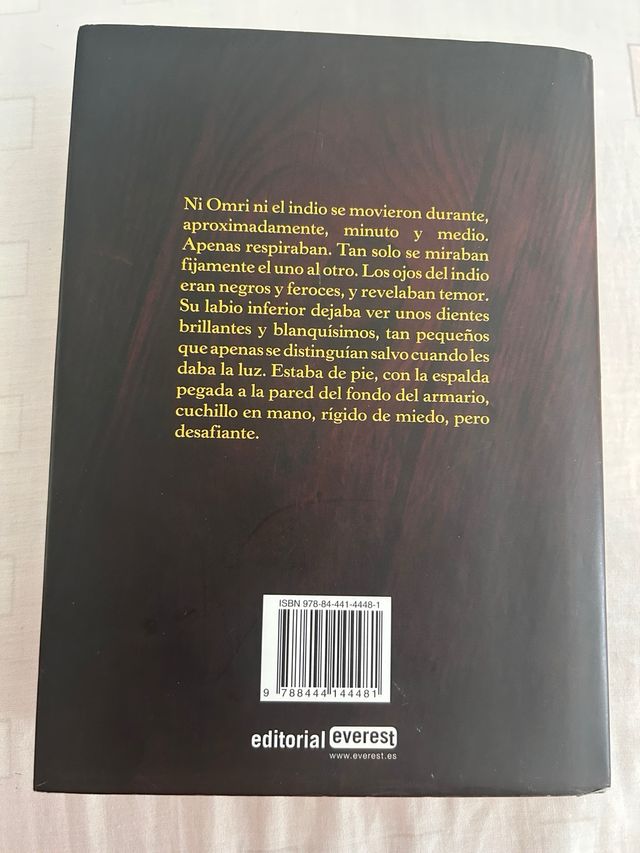 Ni Omri ni el indio se movieron durante,
aproximadamente, minuto y medio.
Apenas respiraban. Tan solo se miraban
fijamente el uno al otro. Los ojos del indio
eran negros y feroces, y revelaban temor.
Su labio inferior dejaba ver unos dientes
brillantes y blanquísimos, tan pequeños
que apenas se distinguían salvo cuando les
daba la luz. Estaba de pie, con la espalda
pegada a la pared del fondo del armario,
cuchillo en mano, rígido de miedo, pero
desafiante.
ISBN 978-84-441-4448-1
9 788444 144481
editorial everest
www.everest.es